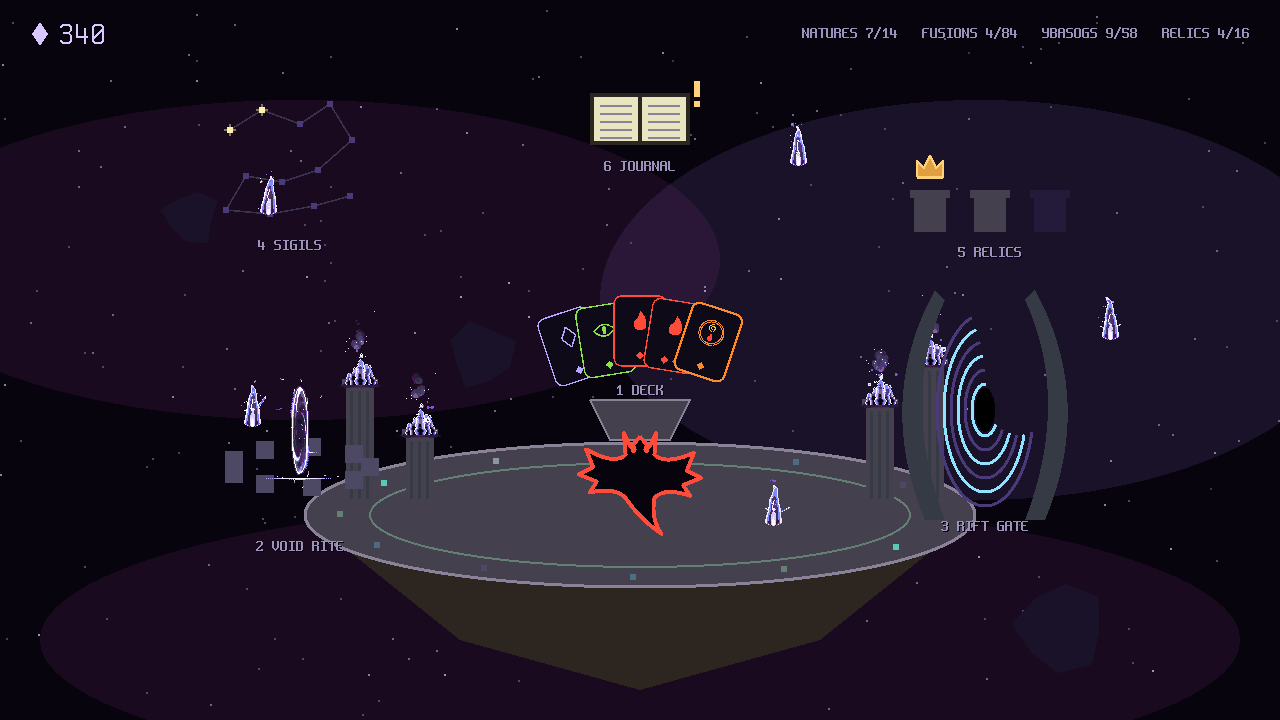 340
NATURES 7/14 FUSIONS 4/84 YBASOGS 9/58 RELICS 4/16
!
6 JOURNAL
4 SIGILS
5 RELICS
1 DECK
2 VOID RITE
3 RIFT GATE